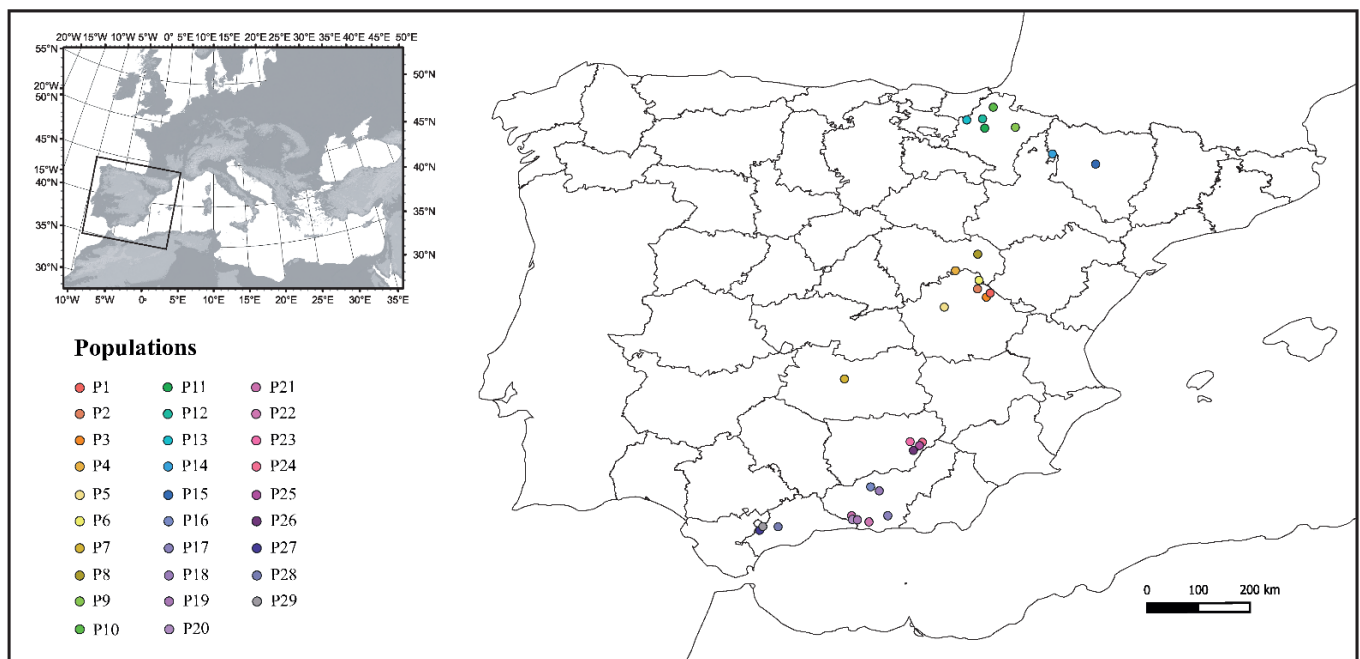 20°W 15°W 10°W 5°W 0° 5°E 10°E 15°E 20°E 25°E 30°E 35°E 40°E 45°E 50°E
55°N
50°N
20°W
50°N
45°N
45°N
40°N
15°W
40°N
35°N
35°N
30°N
30°N
10°W 5°W 0° 5°E 10°E 15°E 20°E 25°E 30°E 35°E
Populations
P1 P11 P21
P2 P12 P22
P3 P13 P23
P4 P14 P24
P5 P15 P25
P6 P16 P26
P7 P17 P27
P8 P18 P28
P9 P19 P29
P10 P20
0 100 200 km